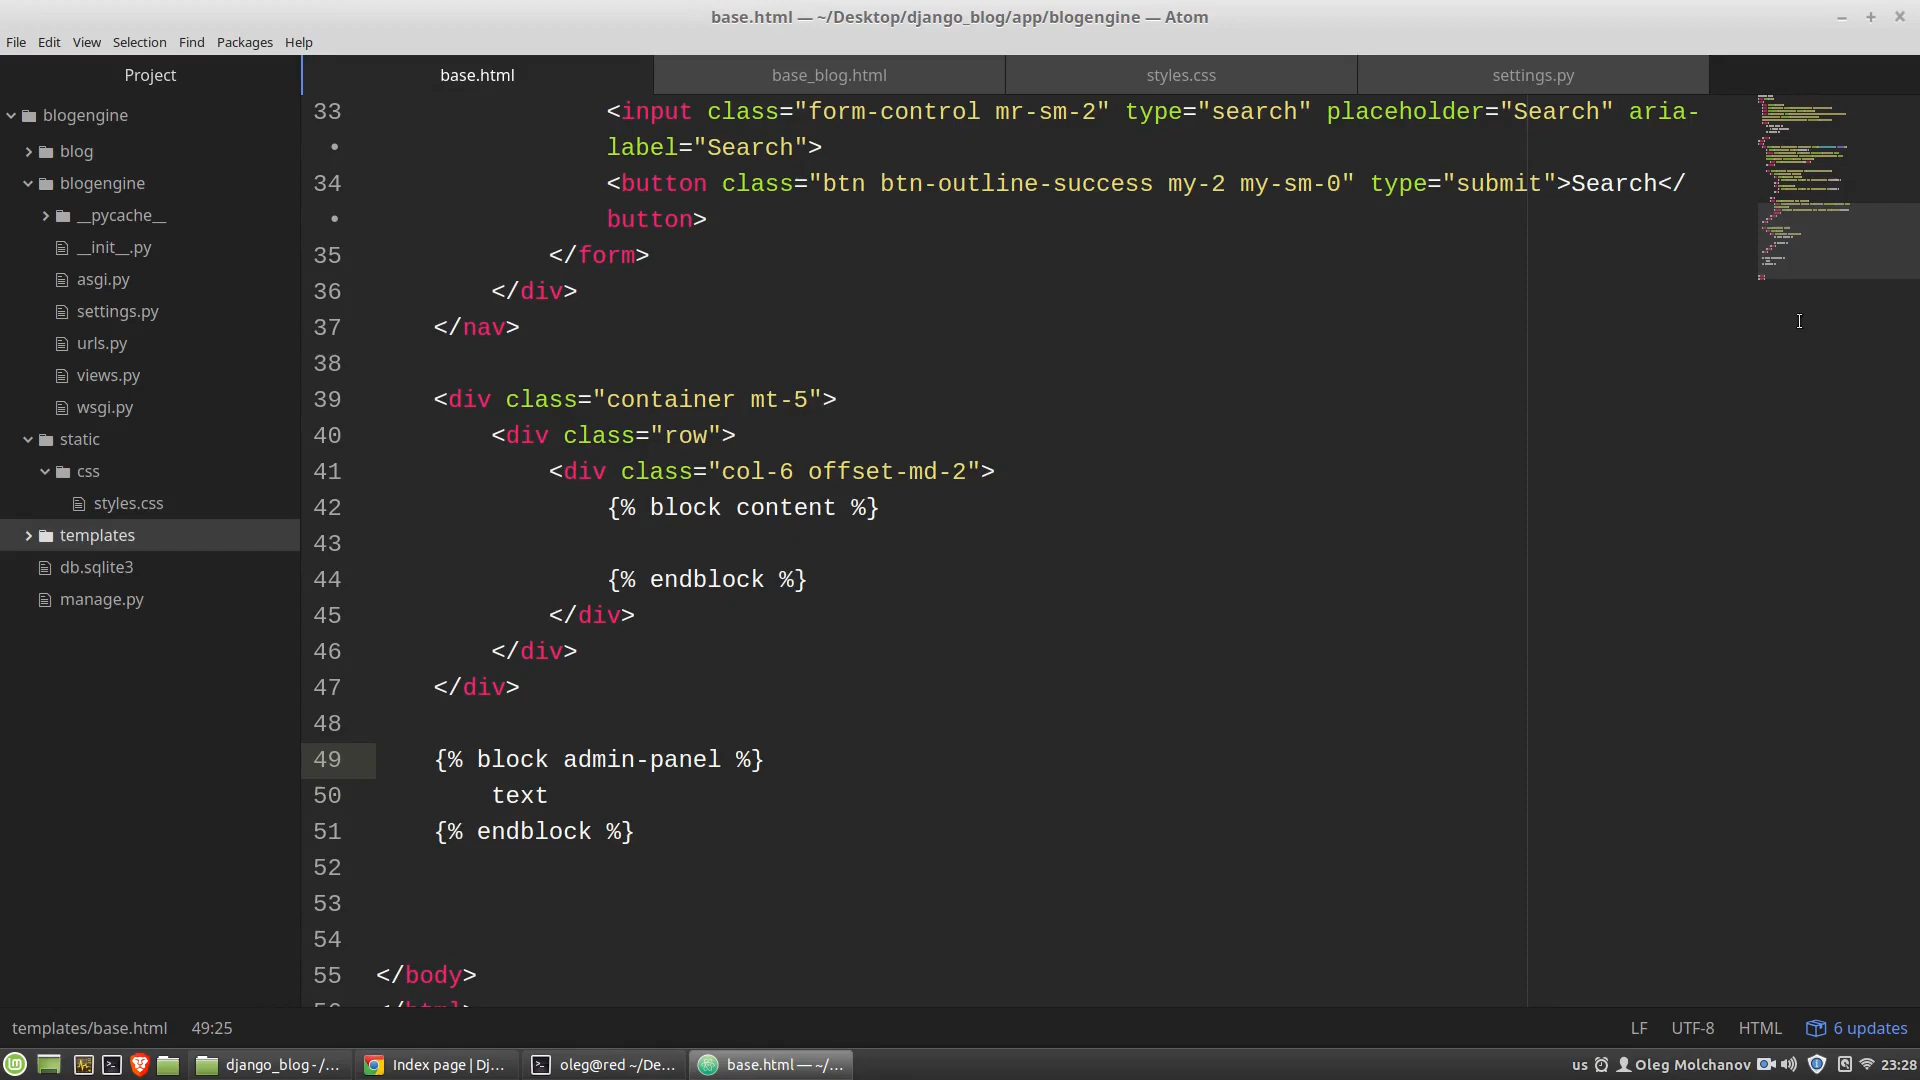 base.html — ~/Desktop/django_blog/app/blogengine — Atom
File Edit View Selection Find Packages Help
Project
base.html
base_blog.html
styles.css
settings.py
blogengine
blog
blogengine
__pycache__
__init__.py
asgi.py
settings.py
urls.py
views.py
wsgi.py
static
css
styles.css
templates
db.sqlite3
manage.py
33 <input class="form-control mr-sm-2" type="search" placeholder="Search" aria-
• label="Search">
34 <button class="btn btn-outline-success my-2 my-sm-0" type="submit">Search</
• button>
35 </form>
36 </div>
37 </nav>
38
39 <div class="container mt-5">
40 <div class="row">
41 <div class="col-6 offset-md-2">
42 {% block content %}
43
44 {% endblock %}
45 </div>
46 </div>
47 </div>
48
49 {% block admin-panel %}
50 text
51 {% endblock %}
52
53
54
55 </body>
56 </html>
templates/base.html 49:25
LF UTF-8 HTML 6 updates
django_blog - /...
Index page | Dj...
oleg@red ~/De...
base.html — ~/...
us Oleg Molchanov 23:28